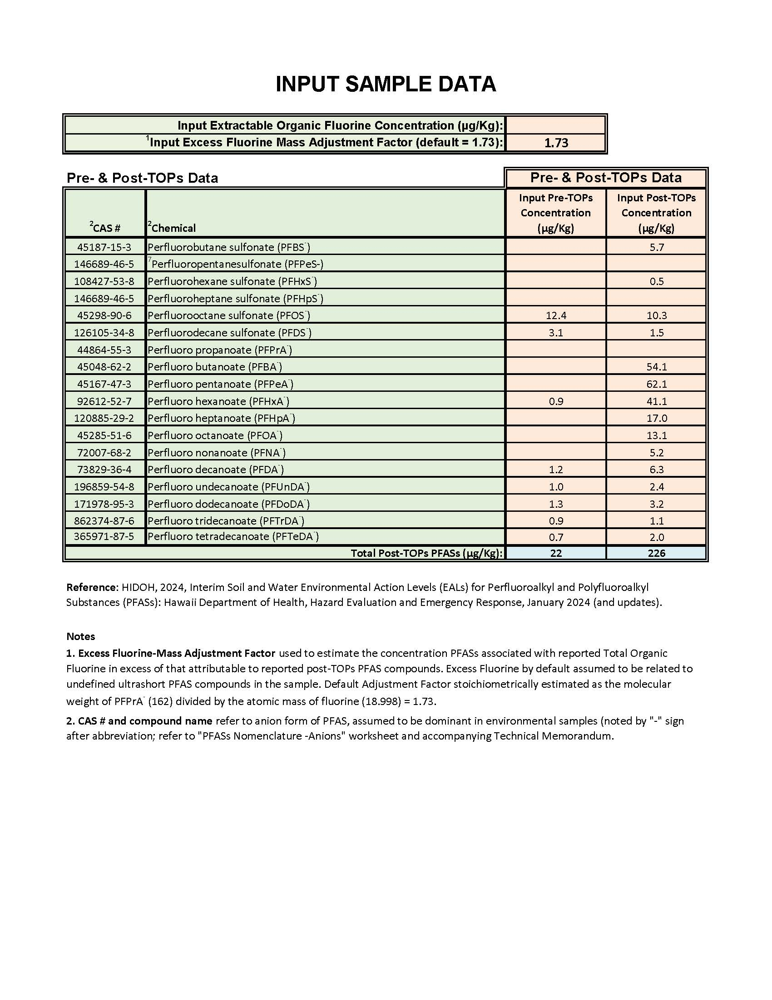 INPUT SAMPLE DATA
Input Extractable Organic Fluorine Concentration (µg/Kg):
1Input Excess Fluorine Mass Adjustment Factor (default = 1.73): 1.73
Pre- & Post-TOPs Data Pre- & Post-TOPs Data
2CAS # 2Chemical Input Pre-TOPs Concentration (µg/Kg) Input Post-TOPs Concentration (µg/Kg)
45187-15-3 Perfluorobutane sulfonate (PFBS-) 5.7
146689-46-5 7Perfluoropentanesulfonate (PFPeS-)
108427-53-8 Perfluorohexane sulfonate (PFHxS-) 0.5
146689-46-5 Perfluoroheptane sulfonate (PFHpS-)
45298-90-6 Perfluorooctane sulfonate (PFOS-) 12.4 10.3
126105-34-8 Perfluorodecane sulfonate (PFDS-) 3.1 1.5
44864-55-3 Perfluoro propanoate (PFPrA-)
45048-62-2 Perfluoro butanoate (PFBA-) 54.1
45167-47-3 Perfluoro pentanoate (PFPeA-) 62.1
92612-52-7 Perfluoro hexanoate (PFHxA-) 0.9 41.1
120885-29-2 Perfluoro heptanoate (PFHpA-) 17.0
45285-51-6 Perfluoro octanoate (PFOA-) 13.1
72007-68-2 Perfluoro nonanoate (PFNA-) 5.2
73829-36-4 Perfluoro decanoate (PFDA-) 1.2 6.3
196859-54-8 Perfluoro undecanoate (PFUnDA-) 1.0 2.4
171978-95-3 Perfluoro dodecanoate (PFDoDA-) 1.3 3.2
862374-87-6 Perfluoro tridecanoate (PFTrDA-) 0.9 1.1
365971-87-5 Perfluoro tetradecanoate (PFTeDA-) 0.7 2.0
Total Post-TOPs PFASs (µg/Kg): 22 226
Reference: HIDOH, 2024, Interim Soil and Water Environmental Action Levels (EALs) for Perfluoroalkyl and Polyfluoroalkyl
Substances (PFASs): Hawaii Department of Health, Hazard Evaluation and Emergency Response, January 2024 (and updates).
Notes
1. Excess Fluorine-Mass Adjustment Factor used to estimate the concentration PFASs associated with reported Total Organic
Fluorine in excess of that attributable to reported post-TOPs PFAS compounds. Excess Fluorine by default assumed to be related to
undefined ultrashort PFAS compounds in the sample. Default Adjustment Factor stoichiometrically estimated as the molecular
weight of PFPrA- (162) divided by the atomic mass of fluorine (18.998) = 1.73.
2. CAS # and compound name refer to anion form of PFAS, assumed to be dominant in environmental samples (noted by "-" sign
after abbreviation; refer to "PFASs Nomenclature -Anions" worksheet and accompanying Technical Memorandum.